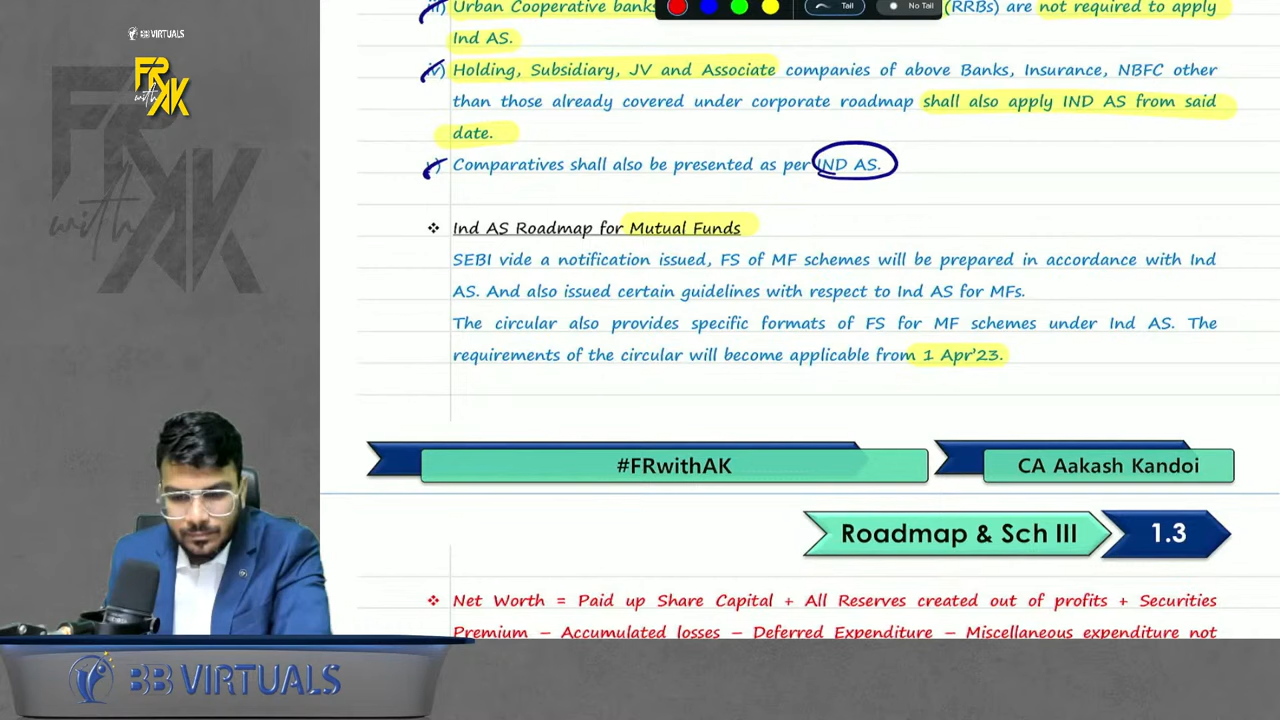 BB VIRTUALS
FR
with
AK
FR
with
AK
iii) Urban Cooperative banks
(RRBs) are not required to apply
Tail
No Tail
Ind AS.
iv) Holding, Subsidiary, JV and Associate companies of above Banks, Insurance, NBFC other
than those already covered under corporate roadmap shall also apply IND AS from said
date.
v) Comparatives shall also be presented as per IND AS.
❖ Ind AS Roadmap for Mutual Funds
SEBI vide a notification issued, FS of MF schemes will be prepared in accordance with Ind
AS. And also issued certain guidelines with respect to Ind AS for MFs.
The circular also provides specific formats of FS for MF schemes under Ind AS. The
requirements of the circular will become applicable from 1 Apr'23.
#FRwithAK
CA Aakash Kandoi
Roadmap & Sch III
1.3
❖ Net Worth = Paid up Share Capital + All Reserves created out of profits + Securities
Premium – Accumulated losses – Deferred Expenditure – Miscellaneous expenditure not
BB VIRTUALS